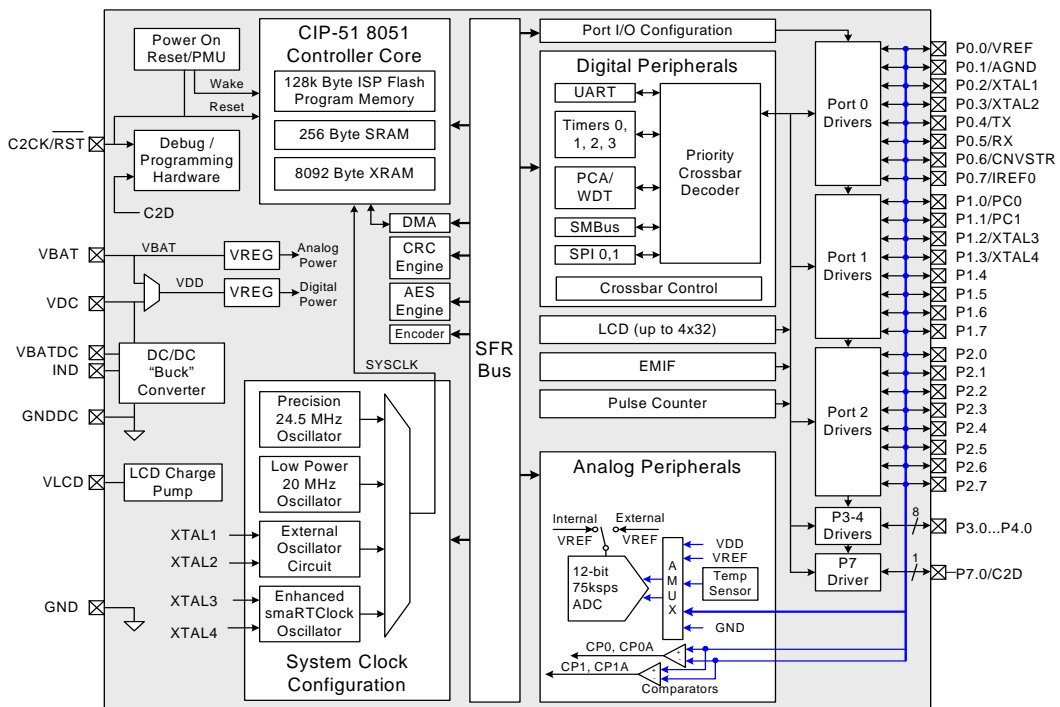 Power On
Reset/PMU
Wake
Reset
C2CK/RST
Debug /
Programming
Hardware
C2D
CIP-51 8051
Controller Core
128k Byte ISP Flash
Program Memory
256 Byte SRAM
8092 Byte XRAM
DMA
CRC
Engine
AES
Engine
Encoder
SYSCLK
VBAT
VBAT
VREG
Analog
Power
VDC
VDD
VREG
Digital
Power
VBATDC
IND
DC/DC
“Buck”
Converter
GNDDC
VLCD
LCD Charge
Pump
GND
Precision
24.5 MHz
Oscillator
Low Power
20 MHz
Oscillator
XTAL1
XTAL2
External
Oscillator
Circuit
XTAL3
XTAL4
Enhanced
smaRTClock
Oscillator
System Clock
Configuration
SFR
Bus
Port I/O Configuration
Digital Peripherals
UART
Timers 0,
1, 2, 3
PCA/
WDT
SMBus
SPI 0,1
Priority
Crossbar
Decoder
Crossbar Control
LCD (up to 4x32)
EMIF
Pulse Counter
Analog Peripherals
Internal
VREF
External
VREF
12-bit
75ksps
ADC
A
M
U
X
VDD
VREF
Temp
Sensor
GND
CP0, CP0A
+
-
CP1, CP1A
+
-
Comparators
Port 0
Drivers
Port 1
Drivers
Port 2
Drivers
P3-4
Drivers
P7
Driver
8
1
P0.0/VREF
P0.1/AGND
P0.2/XTAL1
P0.3/XTAL2
P0.4/TX
P0.5/RX
P0.6/CNVSTR
P0.7/IREF0
P1.0/PC0
P1.1/PC1
P1.2/XTAL3
P1.3/XTAL4
P1.4
P1.5
P1.6
P1.7
P2.0
P2.1
P2.2
P2.3
P2.4
P2.5
P2.6
P2.7
P3.0...P4.0
P7.0/C2D